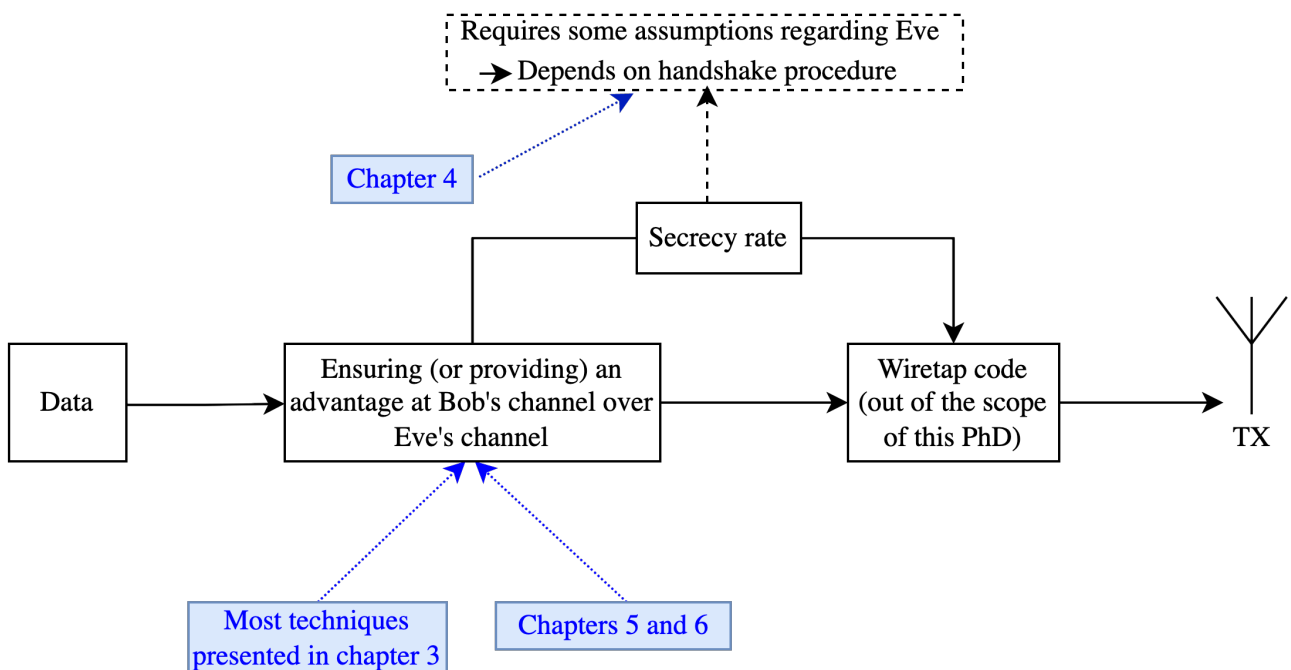 Requires some assumptions regarding Eve
Depends on handshake procedure
Chapter 4
Secrecy rate
Data
Ensuring (or providing) an
advantage at Bob's channel over
Eve's channel
Wiretap code
(out of the scope
of this PhD)
TX
Most techniques
presented in chapter 3
Chapters 5 and 6